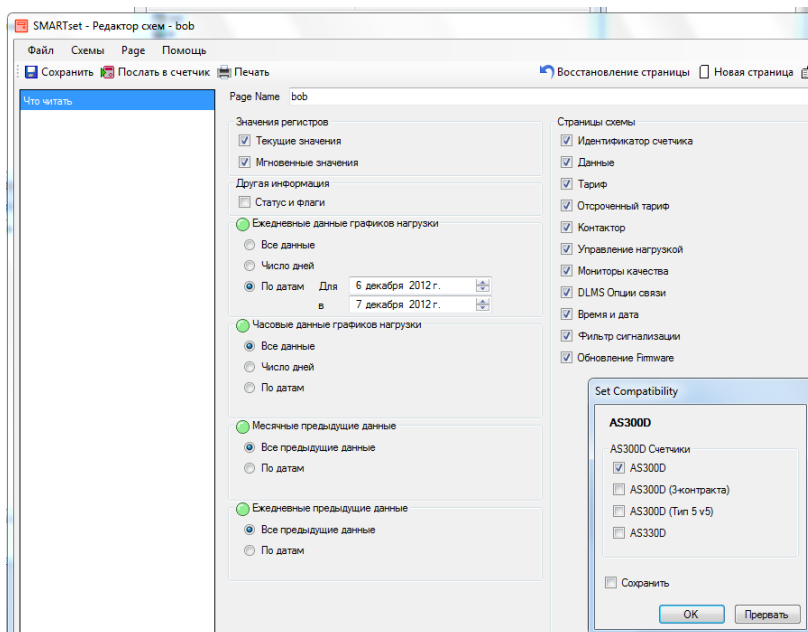 SMARTset - Редактор схем - bob
Файл Схемы Page Помощь
Сохранить Послать в счетчик Печать Восстановление страницы Новая страница
Что читать
Page Name bob
Значения регистров
Текущие значения
Мгновенные значения
Другая информация
Статус и флаги
Ежедневные данные графиков нагрузки
Все данные
Число дней
По датам Для 6 декабря 2012 г.
в 7 декабря 2012 г.
Часовые данные графиков нагрузки
Все данные
Число дней
По датам
Месячные предыдущие данные
Все предыдущие данные
По датам
Ежедневные предыдущие данные
Все предыдущие данные
По датам
Страницы схемы
Идентификатор счетчика
Данные
Тариф
Отсроченный тариф
Контактор
Управление нагрузкой
Мониторы качества
DLMS Опции связи
Время и дата
Фильтр сигнализации
Обновление Firmware
Set Compatibility
AS300D
AS300D Счетчики
AS300D
AS300D (3-контракта)
AS300D (Тип 5 v5)
AS330D
Сохранить
OK Прервать